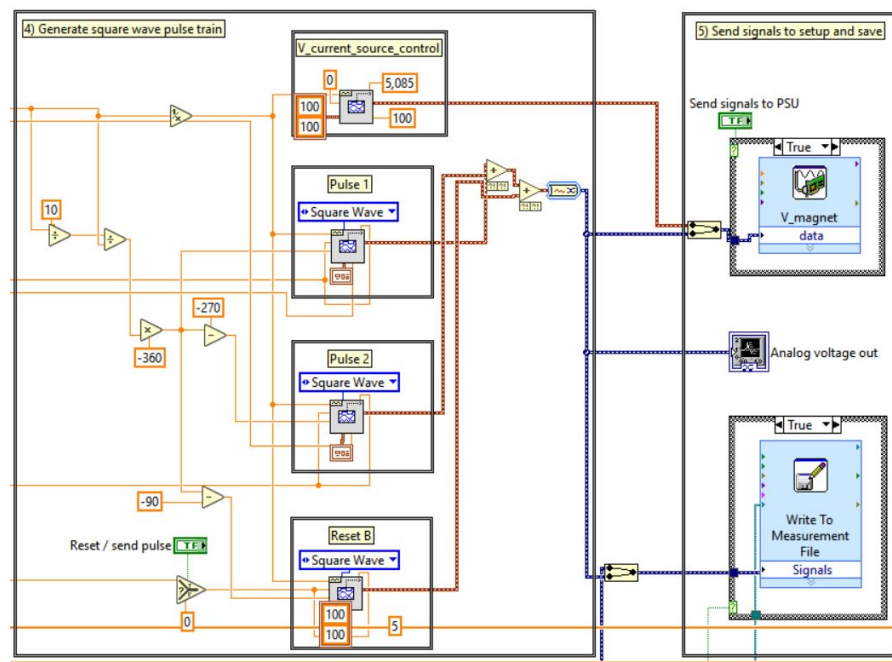 4) Generate square wave pulse train
V_current_source_control
0
5,085
100
100
100
Pulse 1
Square Wave
10
-270
-360
Pulse 2
Square Wave
-90
Reset / send pulse
TF
0
Reset B
Square Wave
100
100
5
5) Send signals to setup and save
Send signals to PSU
TF
True
V_magnet
data
Analog voltage out
True
Write To
Measurement
File
Signals